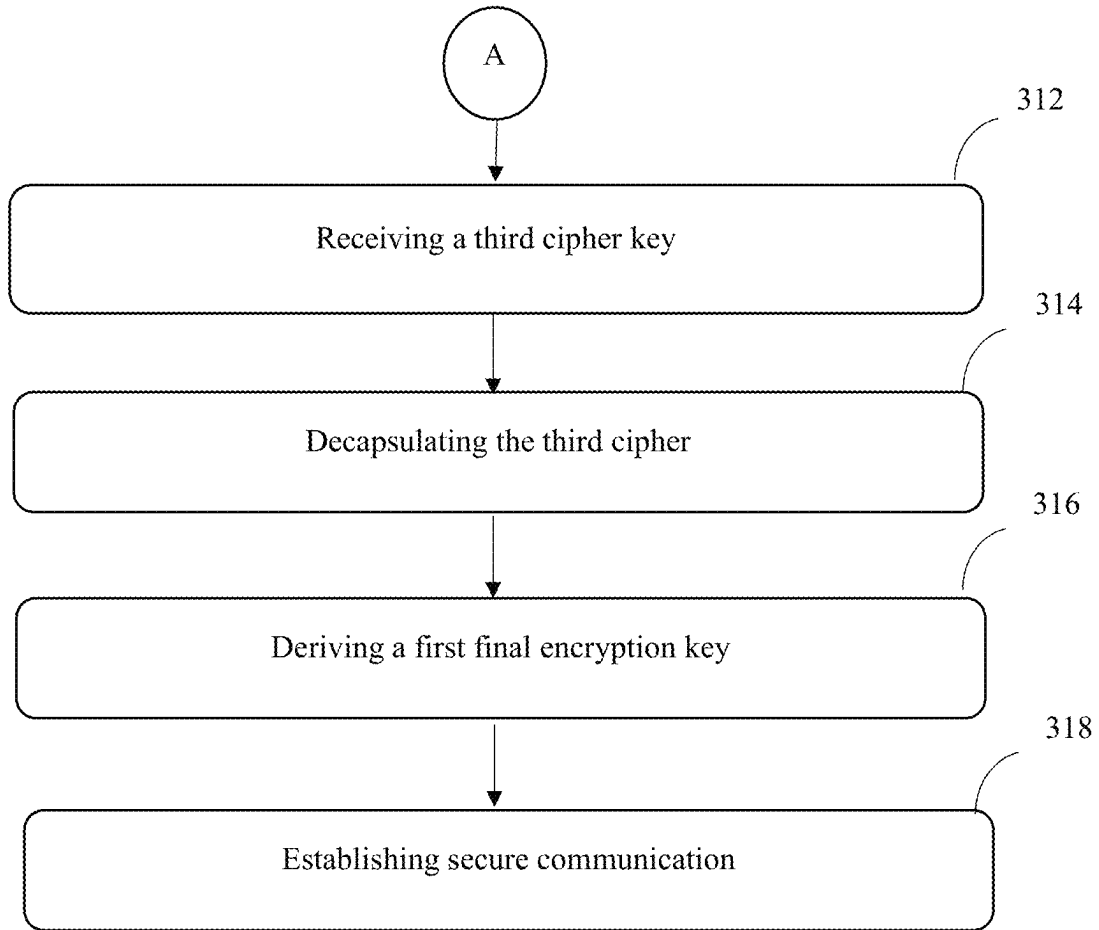 A
312
Receiving a third cipher key
314
Decapsulating the third cipher
316
Deriving a first final encryption key
318
Establishing secure communication